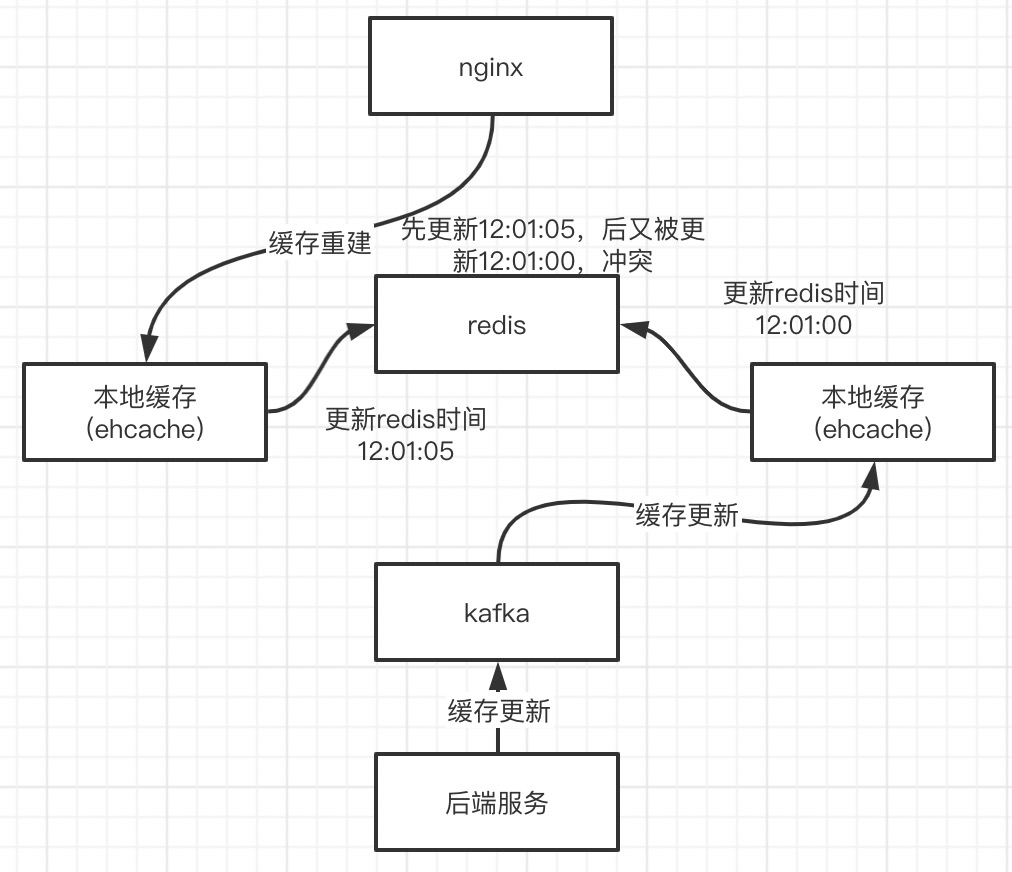 nginx
先更新12:01:05，后又被更
新12:01:00，冲突
缓存重建
redis
更新redis时间
12:01:00
本地缓存
（ehcache）
更新redis时间
12:01:05
本地缓存
（ehcache）
缓存更新
kafka
缓存更新
后端服务